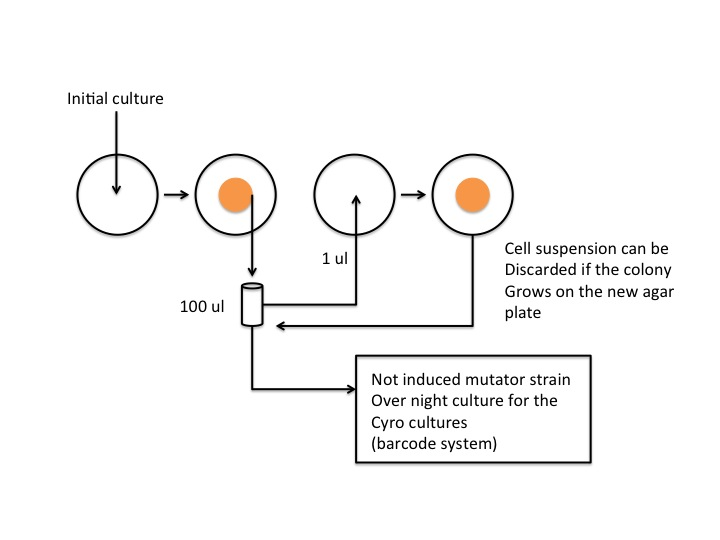 Initial culture
1 ul
100 ul
Cell suspension can be
Discarded if the colony
Grows on the new agar
plate
Not induced mutator strain
Over night culture for the
Cyro cultures
(barcode system)